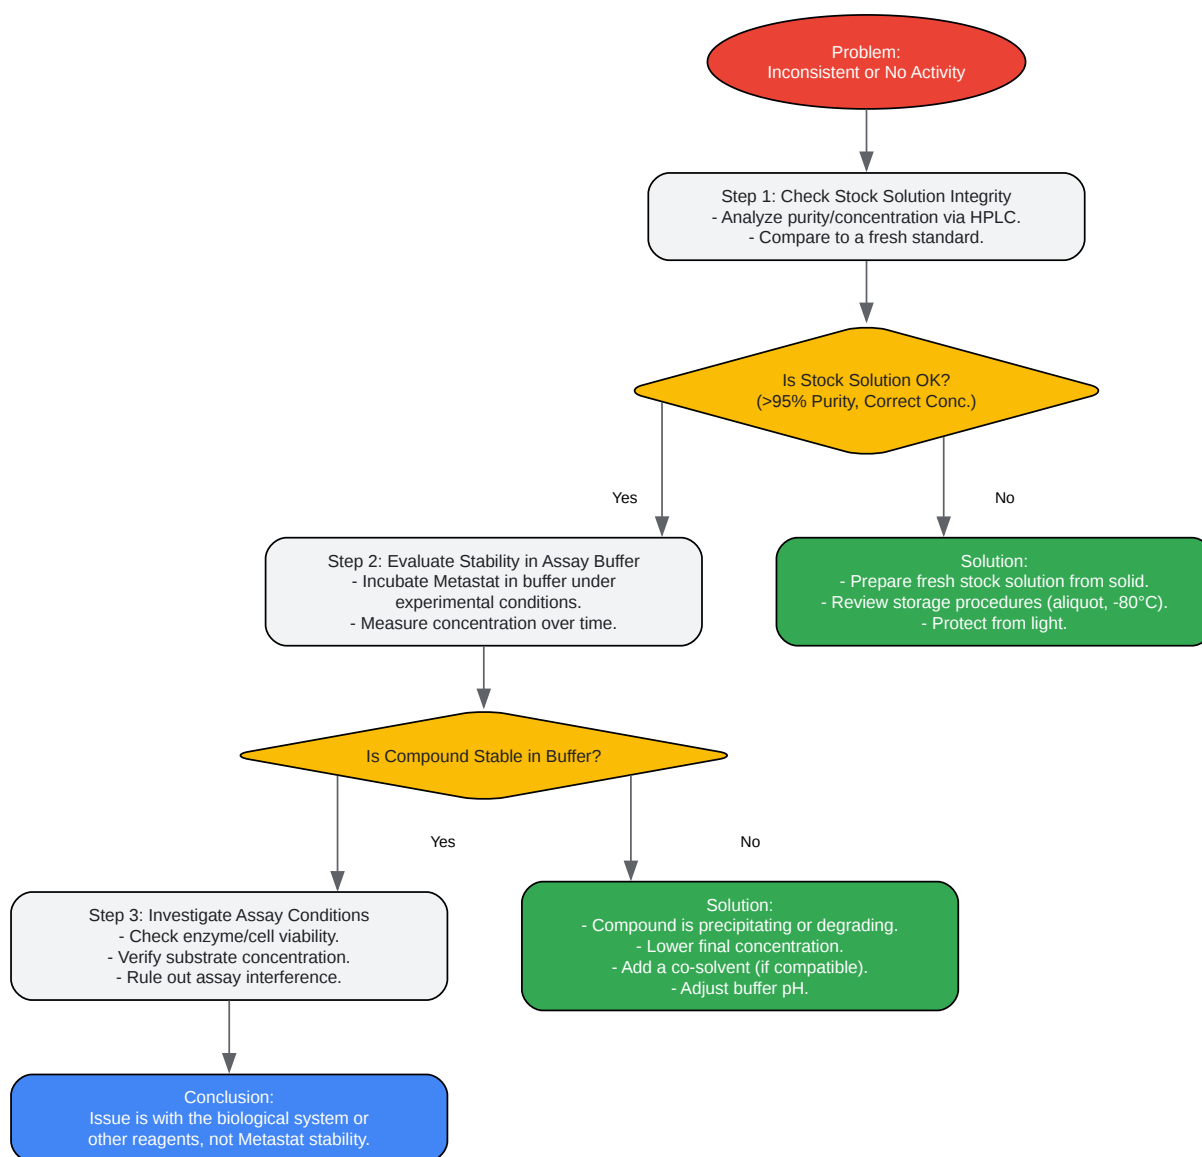 Problem:
Inconsistent or No Activity
Step 1: Check Stock Solution Integrity
- Analyze purity/concentration via HPLC.
- Compare to a fresh standard.
Is Stock Solution OK?
(>95% Purity, Correct Conc.)
Yes
No
Step 2: Evaluate Stability in Assay Buffer
- Incubate Metastat in buffer under
experimental conditions.
- Measure concentration over time.
Solution:
- Prepare fresh stock solution from solid.
- Review storage procedures (aliquot, -80°C).
- Protect from light.
Is Compound Stable in Buffer?
Yes
No
Step 3: Investigate Assay Conditions
- Check enzyme/cell viability.
- Verify substrate concentration.
- Rule out assay interference.
Solution:
- Compound is precipitating or degrading.
- Lower final concentration.
- Add a co-solvent (if compatible).
- Adjust buffer pH.
Conclusion:
Issue is with the biological system or
other reagents, not Metastat stability.